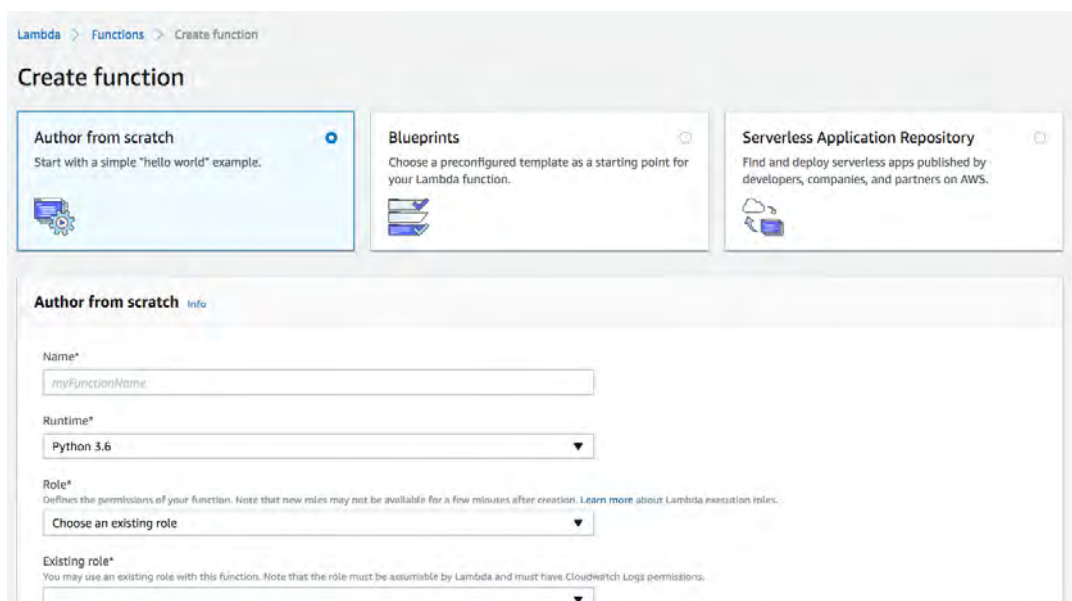 Lambda > Functions > Create function
Create function
Author from scratch
Start with a simple "hello world" example.
Blueprints
Choose a preconfigured template as a starting point for
your Lambda function.
Serverless Application Repository
Find and deploy serverless apps published by
developers, companies, and partners on AWS.
Author from scratch Info
Name*
myFunctionName
Runtime*
Python 3.6
Role*
Defines the permissions of your function. Note that new roles may not be available for a few minutes after creation. Learn more about Lambda execution roles.
Choose an existing role
Existing role*
You may use an existing role with this function. Note that the role must be assumable by Lambda and must have Cloudwatch Logs permissions.